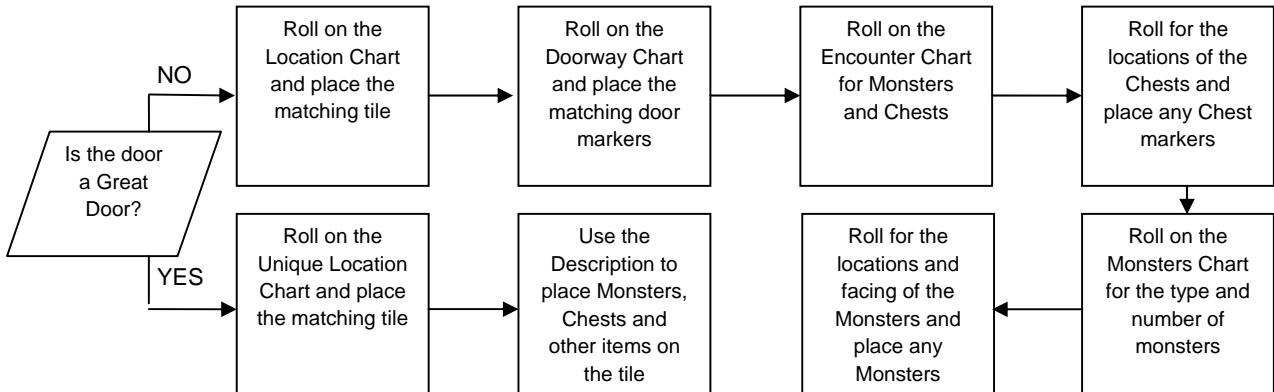 Is the door
a Great
Door?
NO
Roll on the
Location Chart
and place the
matching tile
Roll on the
Doorway Chart
and place the
matching door
markers
Roll on the
Encounter Chart
for Monsters
and Chests
Roll for the
locations of the
Chests and
place any Chest
markers
Roll on the
Monsters Chart
for the type and
number of
monsters
Roll for the
locations and
facing of the
Monsters and
place any
Monsters
YES
Roll on the
Unique Location
Chart and place
the matching tile
Use the
Description to
place Monsters,
Chests and
other items on
the tile